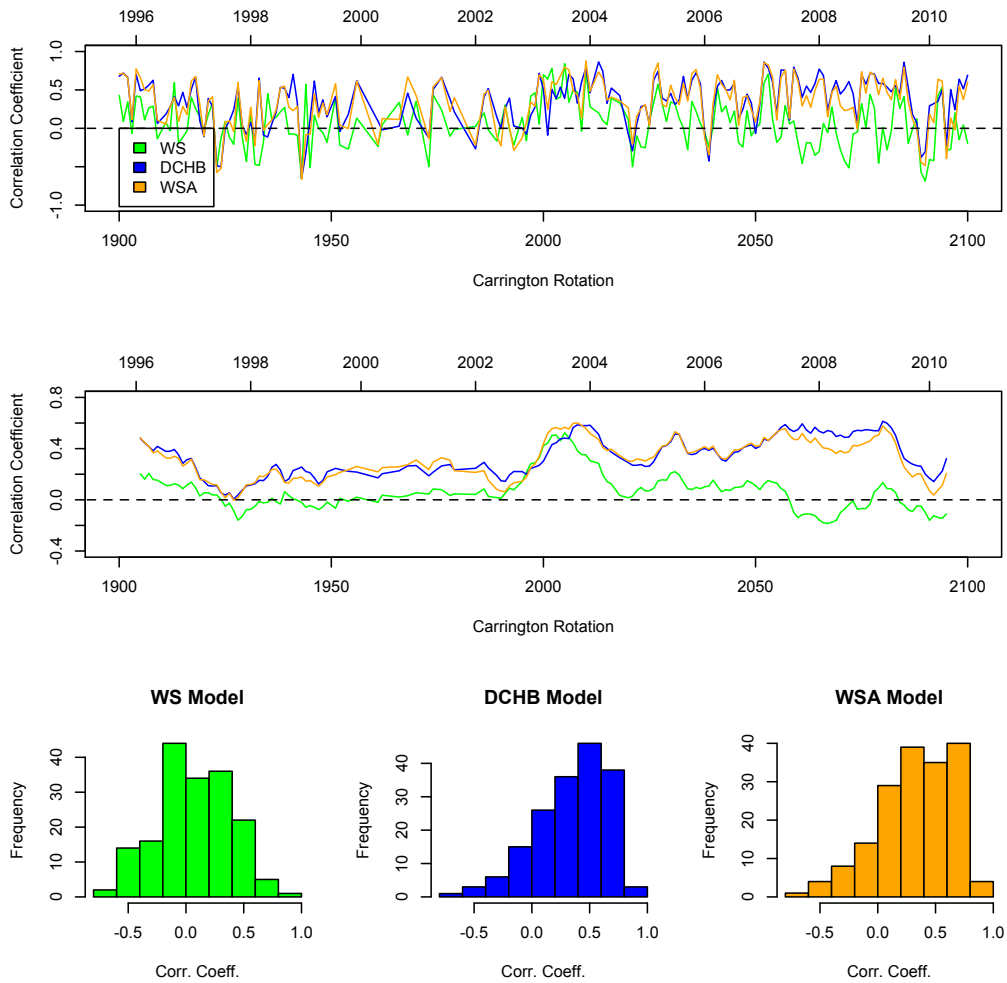 1996 1998 2000 2002 2004 2006 2008 2010
Correlation Coefficient
1.0
0.5
0.0
-1.0
WS
DCHB
WSA
1900 1950 2000 2050 2100
Carrington Rotation
1996 1998 2000 2002 2004 2006 2008 2010
Correlation Coefficient
0.8
0.4
0.0
-0.4
1900 1950 2000 2050 2100
Carrington Rotation
WS Model
Frequency
40
30
20
10
0
-0.5 0.0 0.5 1.0
Corr. Coeff.
DCHB Model
Frequency
40
30
20
10
0
-0.5 0.0 0.5 1.0
Corr. Coeff.
WSA Model
Frequency
40
30
20
10
0
-0.5 0.0 0.5 1.0
Corr. Coeff.